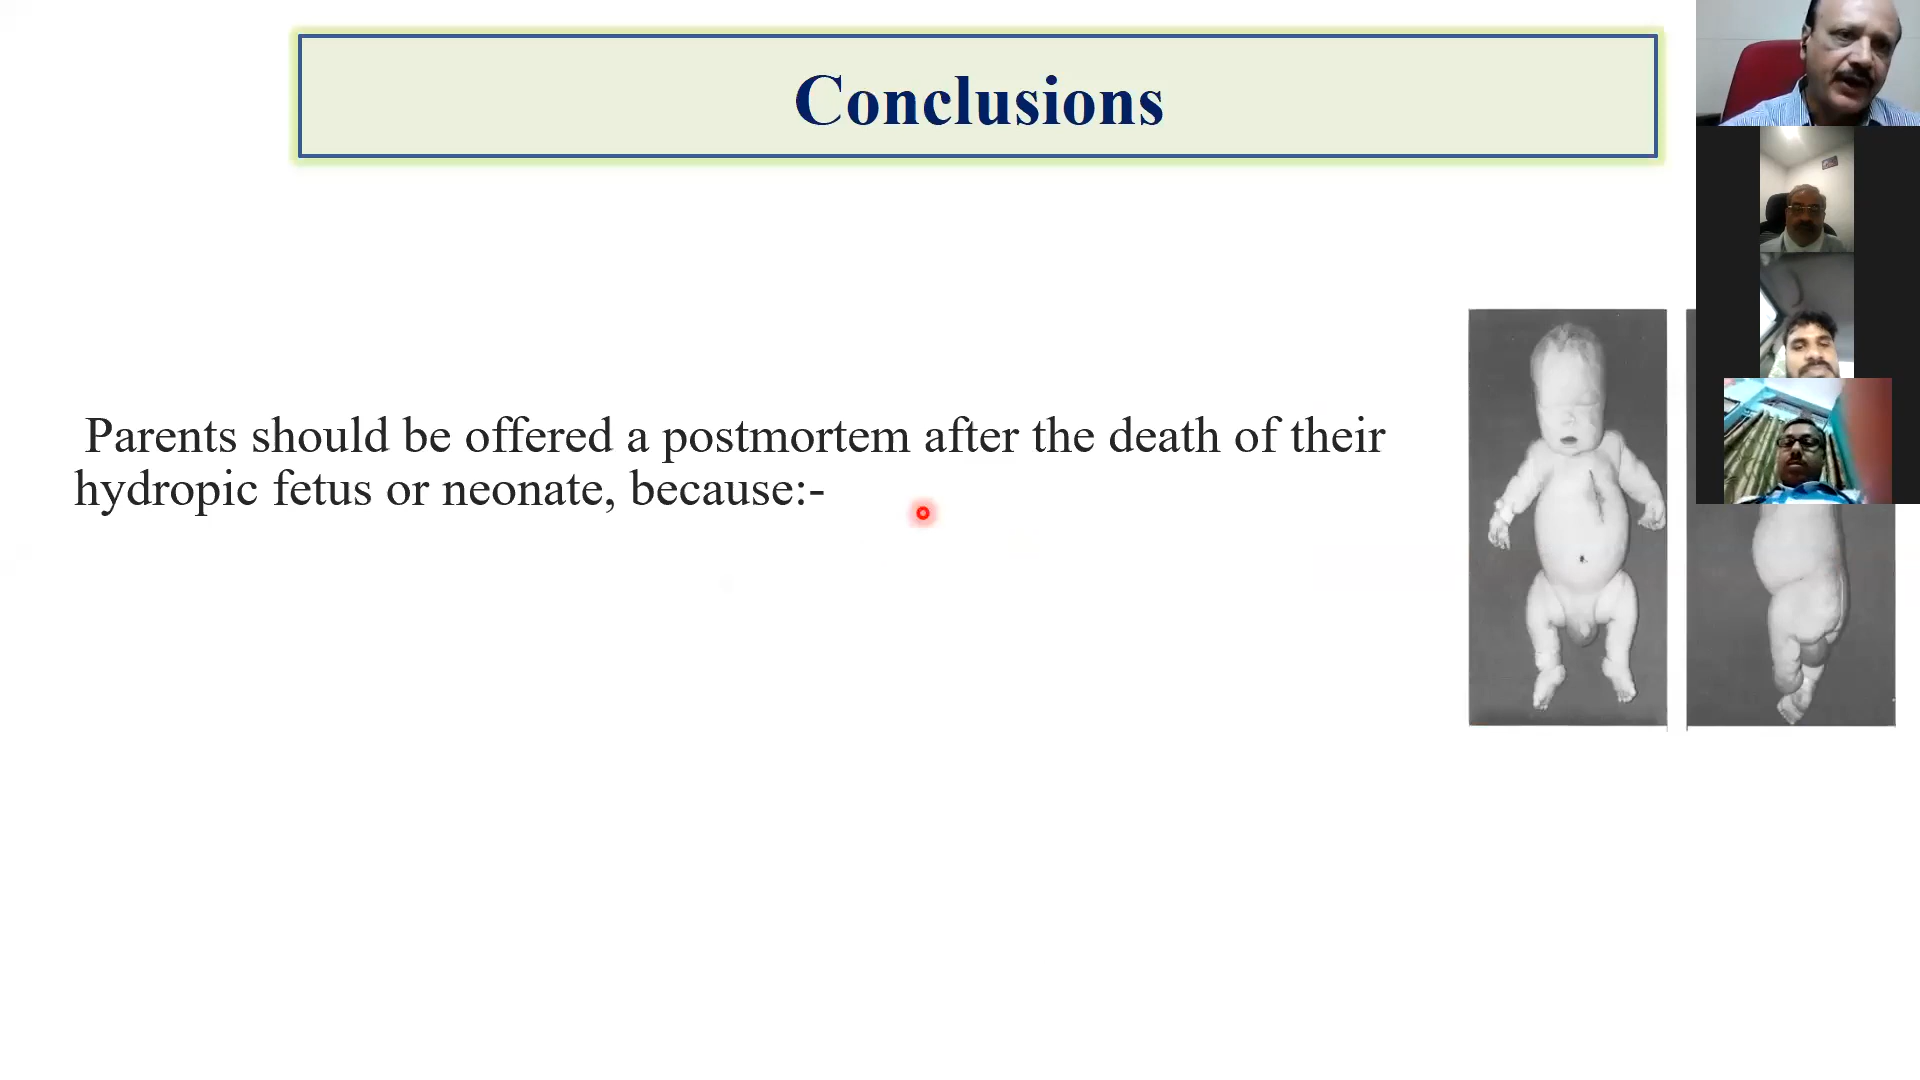 Conclusions
Parents should be offered a postmortem after the death of their
hydropic fetus or neonate, because:-